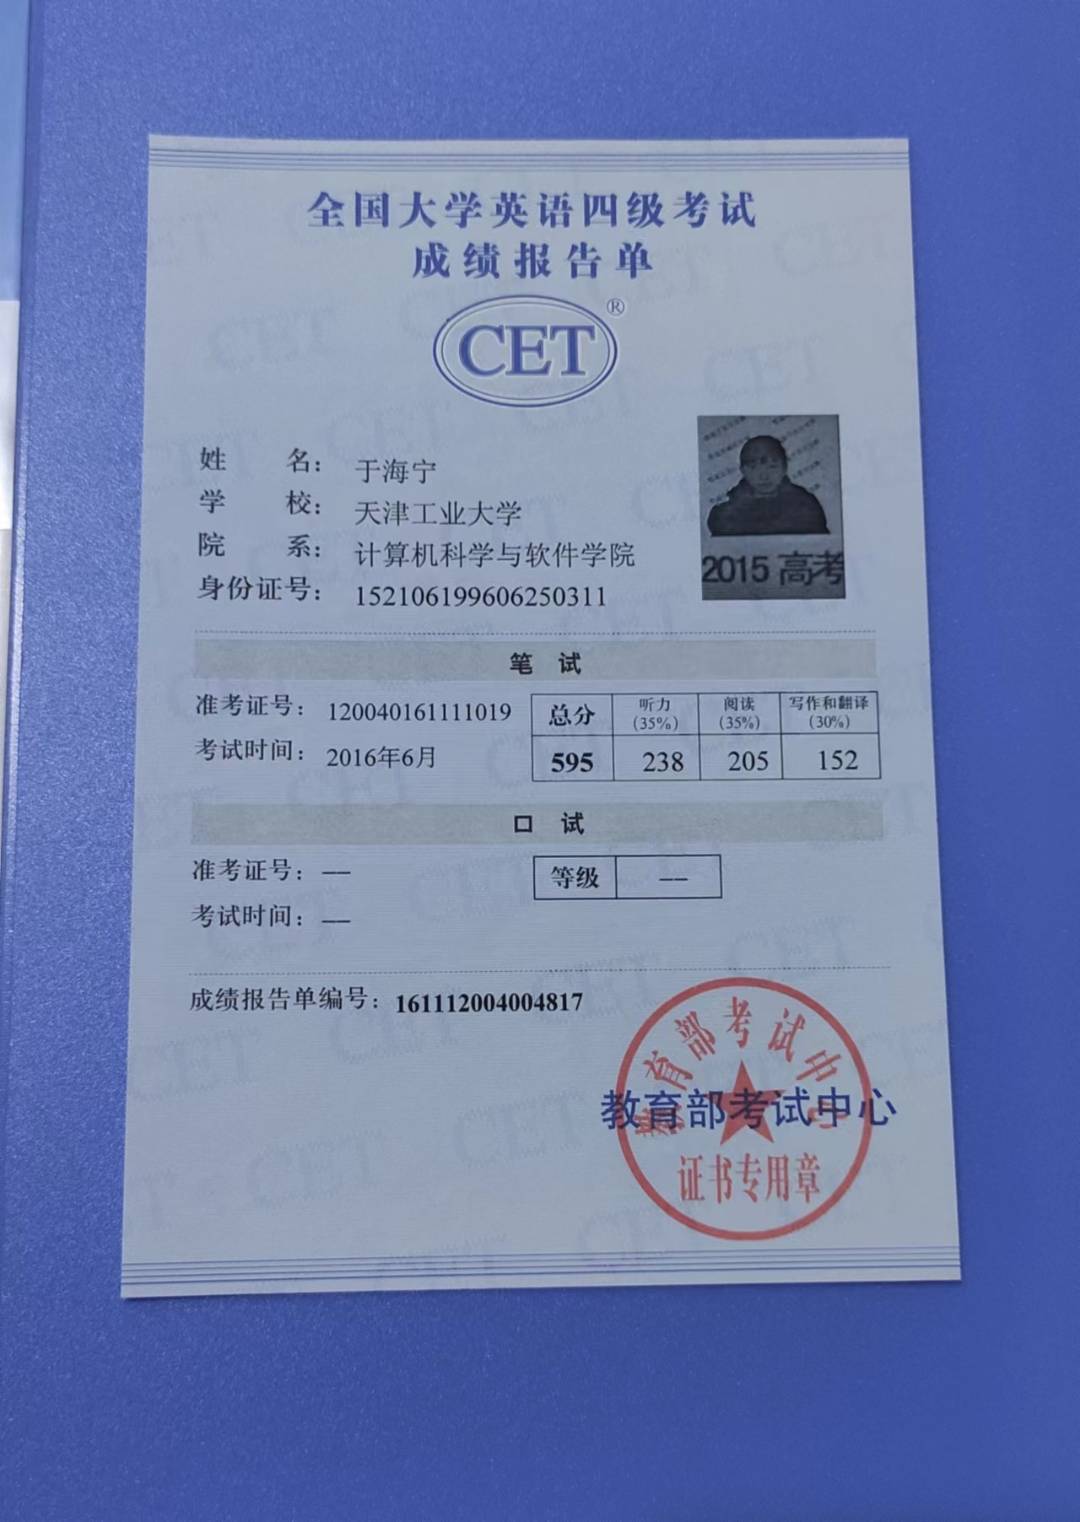 全国大学英语四级考试
成绩报告单
CET®
姓 名： 于海宁
学 校： 天津工业大学
院 系： 计算机科学与软件学院
身份证号： 152106199606250311
2015 高考
笔 试
准考证号： 120040161111019
考试时间： 2016年6月
总分 听力（35%） 阅读（35%） 写作和翻译（30%）
595 238 205 152
口 试
准考证号： —
考试时间： —
等级 —
成绩报告单编号：161112004004817
教育部考试中心
教育部考试中心
证书专用章